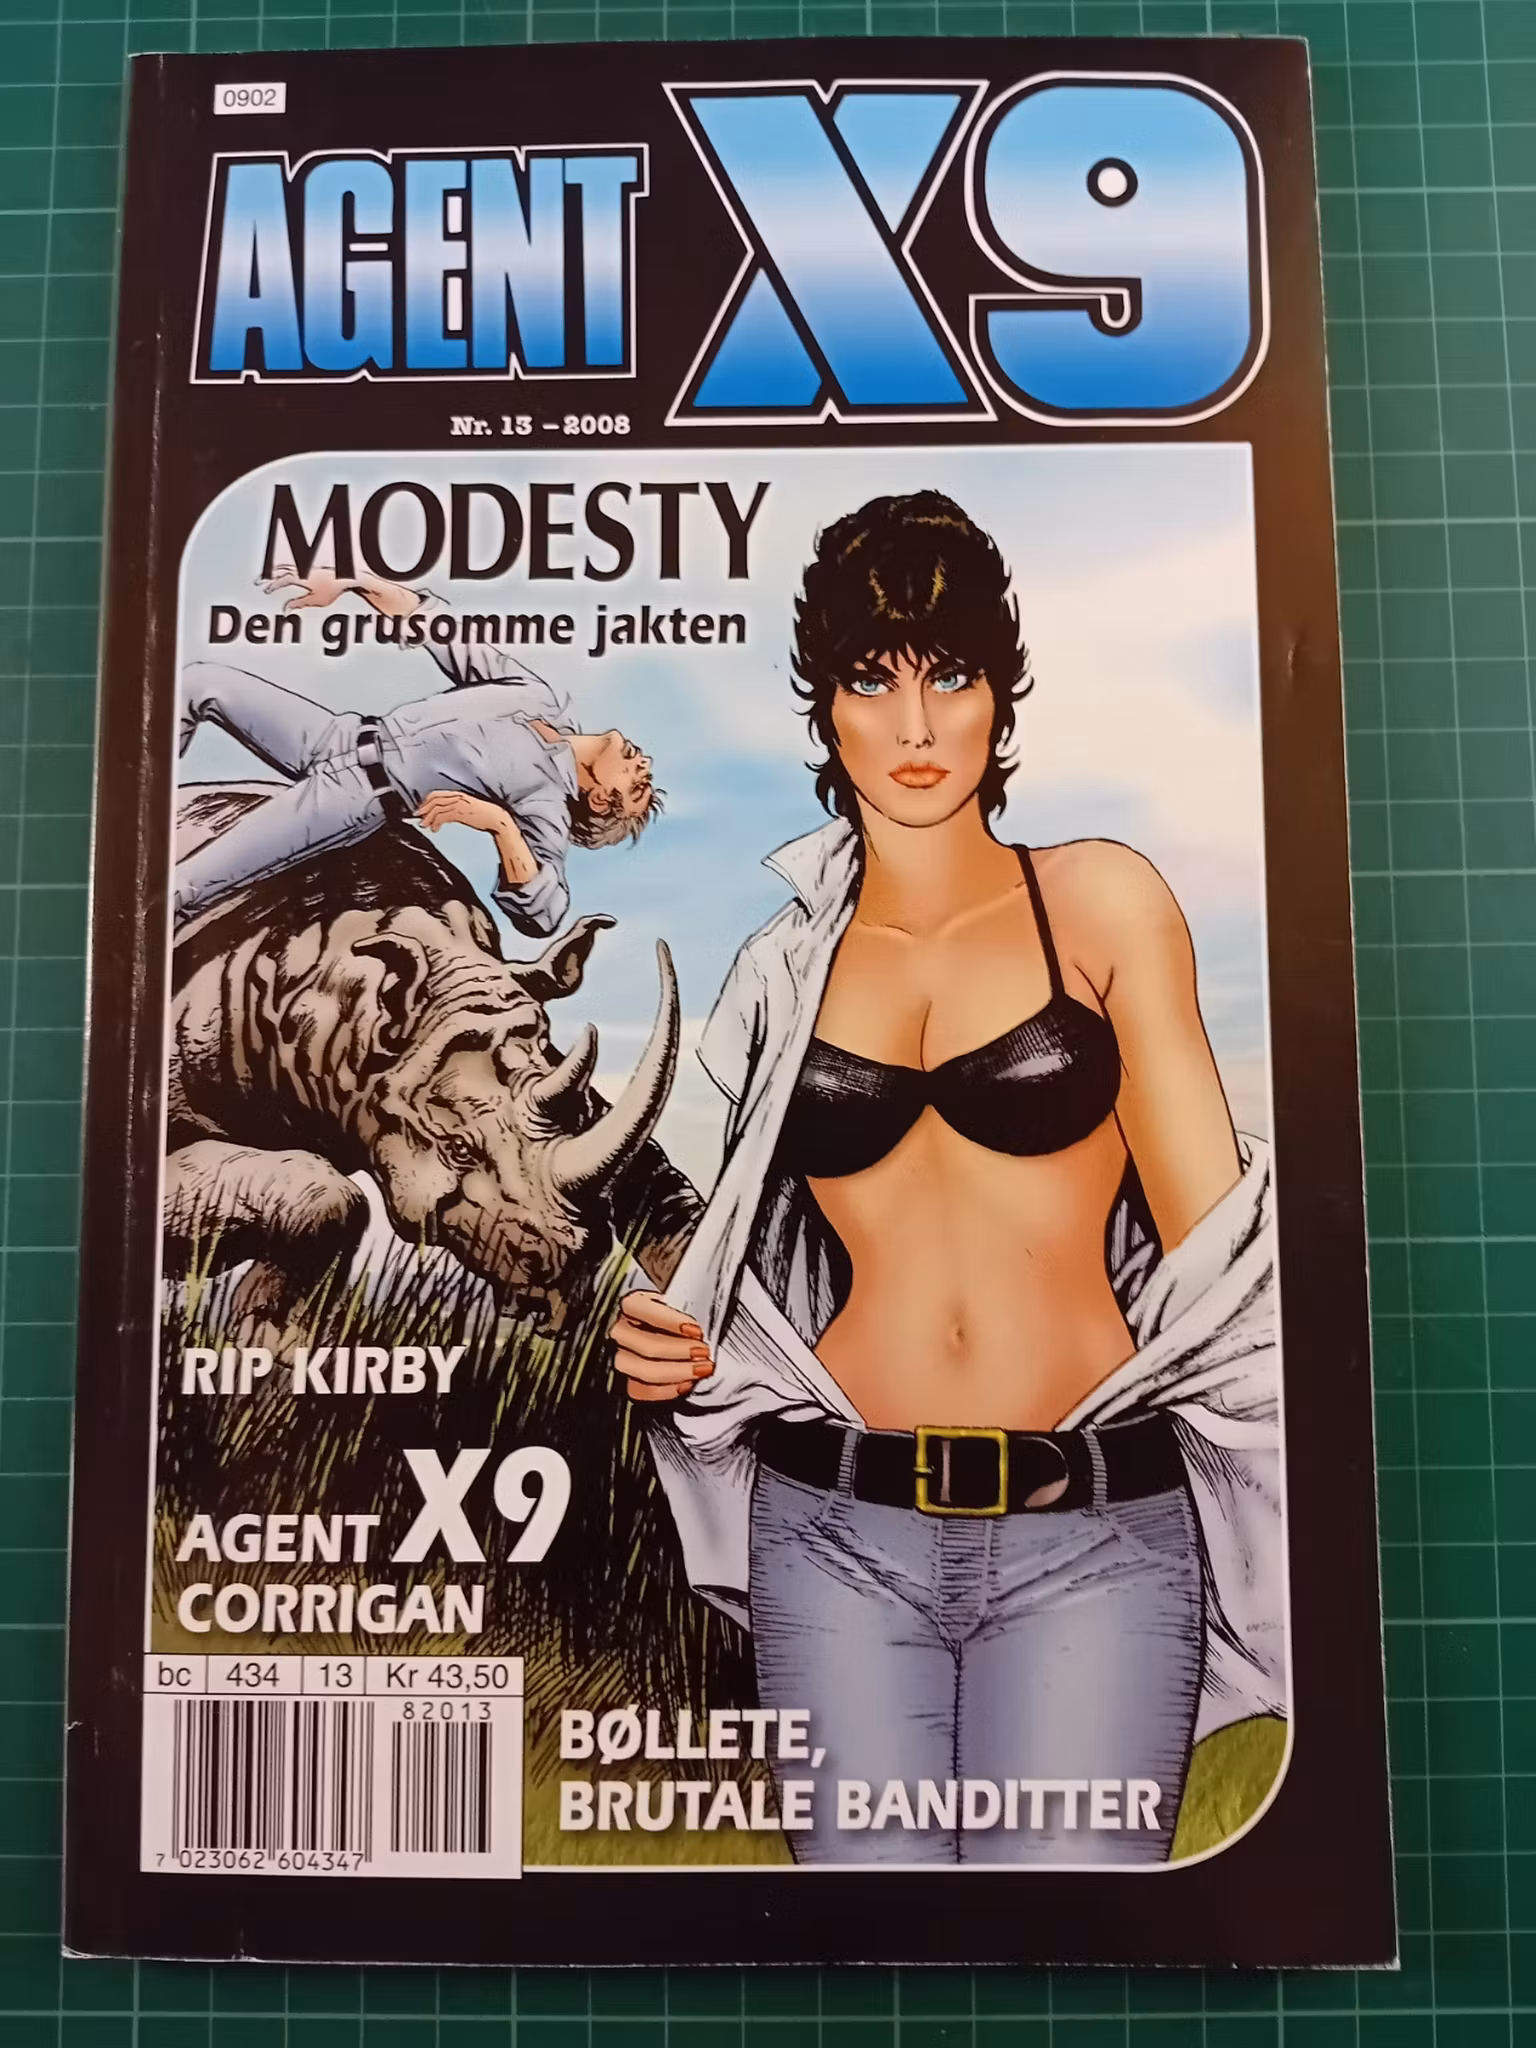 0902
AGENT X9
Nr. 13 – 2008
MODESTY
Den grusomme jakten
RIP KIRBY
AGENT X9
CORRIGAN
bc 434 13 Kr 43,50
82013
7 023062 604347
BØLLETE,
BRUTALE BANDITTER